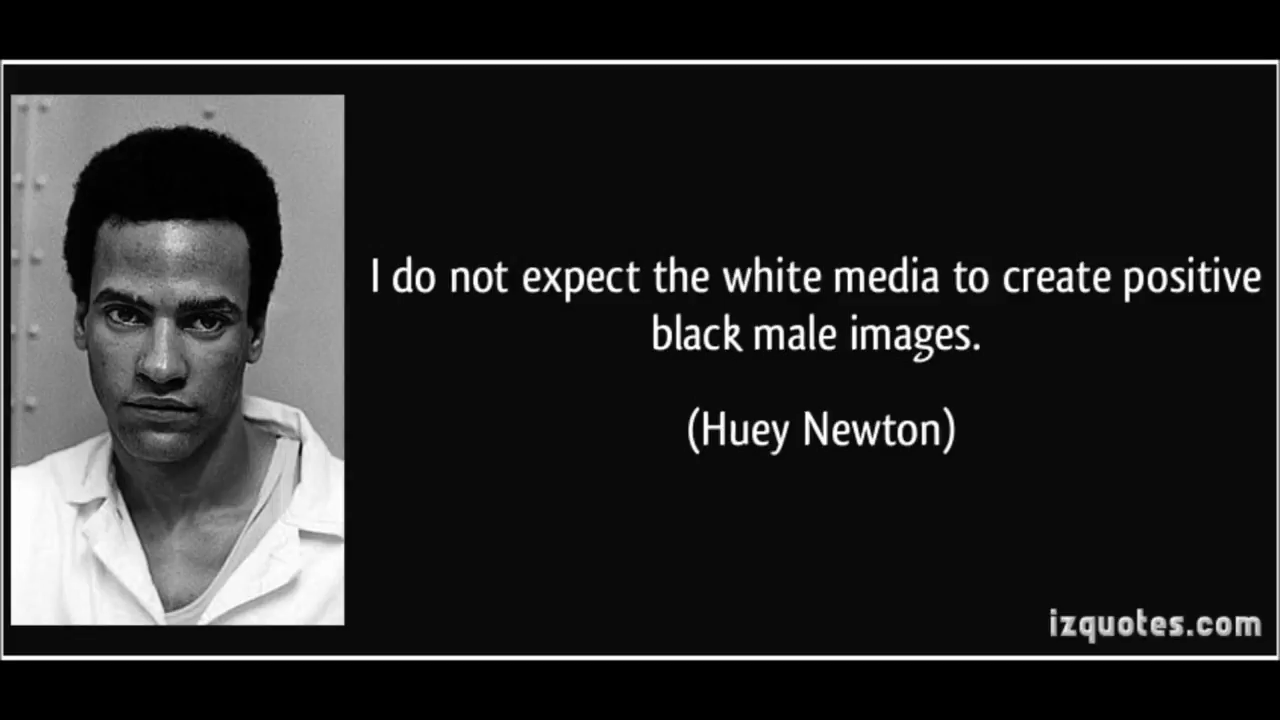 I do not expect the white media to create positive
black male images.
(Huey Newton)
izquotes.com